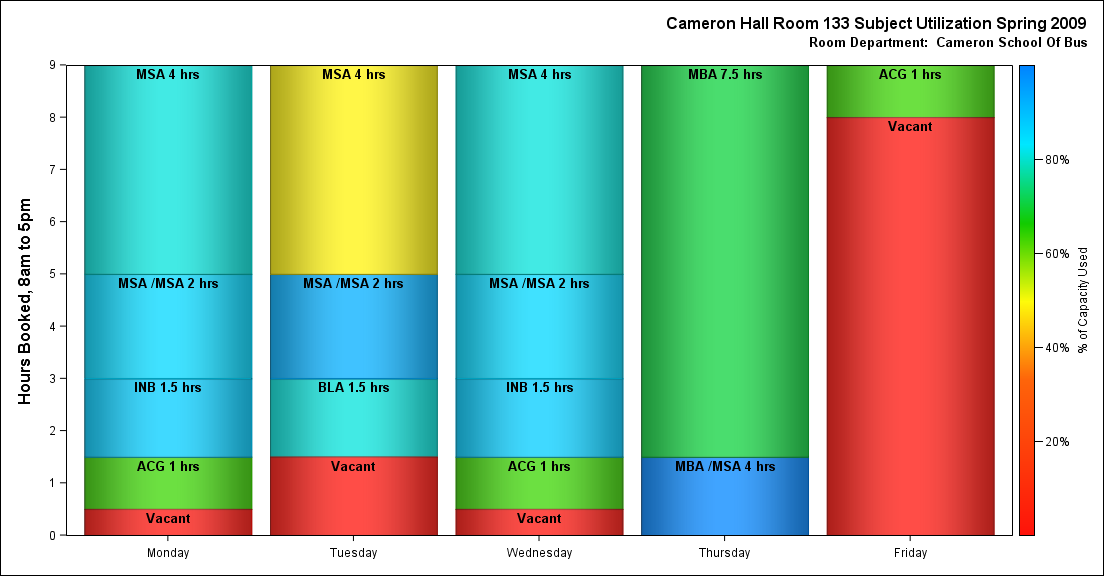 Cameron Hall Room 133 Subject Utilization Spring 2009
Room Department:  Cameron School Of Bus
Hours Booked, 8am to 5pm
9
8
7
6
5
4
3
2
1
0
MSA 4 hrs
MSA /MSA 2 hrs
INB 1.5 hrs
ACG 1 hrs
Vacant
Monday
MSA 4 hrs
MSA /MSA 2 hrs
BLA 1.5 hrs
Vacant
Tuesday
MSA 4 hrs
MSA /MSA 2 hrs
INB 1.5 hrs
ACG 1 hrs
Vacant
Wednesday
MBA 7.5 hrs
MBA /MSA 4 hrs
Thursday
ACG 1 hrs
Vacant
Friday
80%
60%
40%
20%
% of Capacity Used